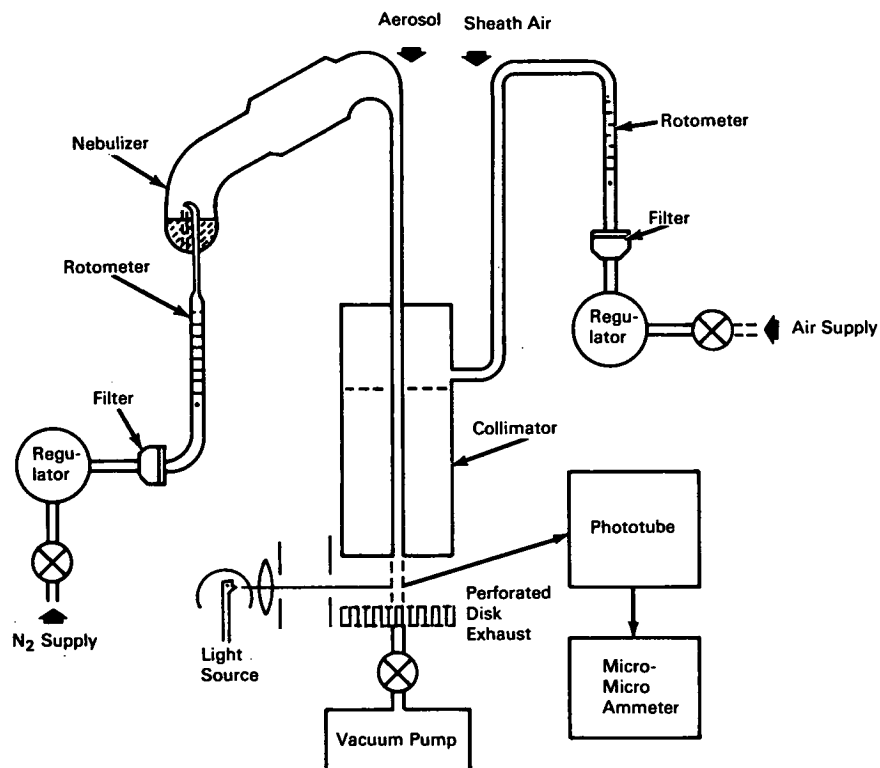 Aerosol
Sheath Air
Nebulizer
Rotometer
Rotometer
Filter
Filter
Regu-
lator
Air Supply
Regu-
lator
Collimator
Phototube
Perforated
Disk
Exhaust
N2 Supply
Light
Source
Micro-
Micro
Ammeter
Vacuum Pump